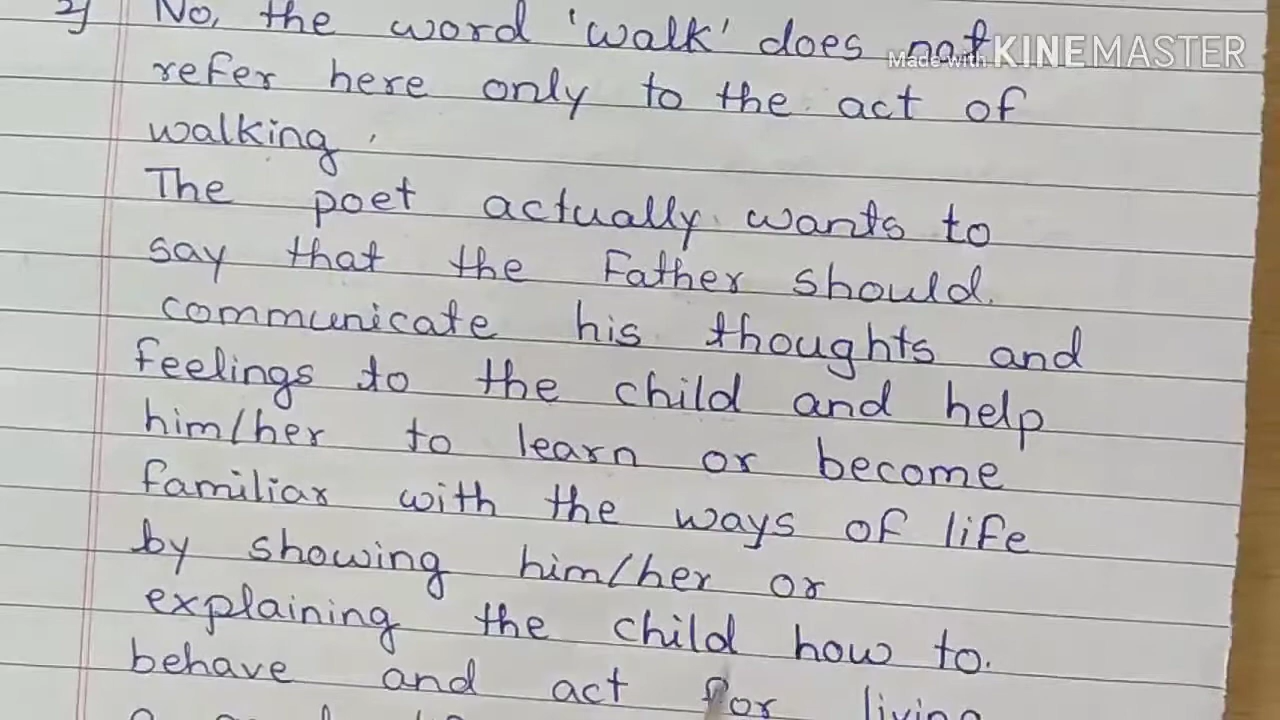 2) No, the word 'walk' does not
Made with KINEMASTER
refer here only to the act of
walking.
The poet actually wants to
say that the Father should.
communicate his thoughts and
feelings to the child and help
him/her to learn or become
familiar with the ways of life
by showing him/her or
explaining the child how to.
behave and act for living